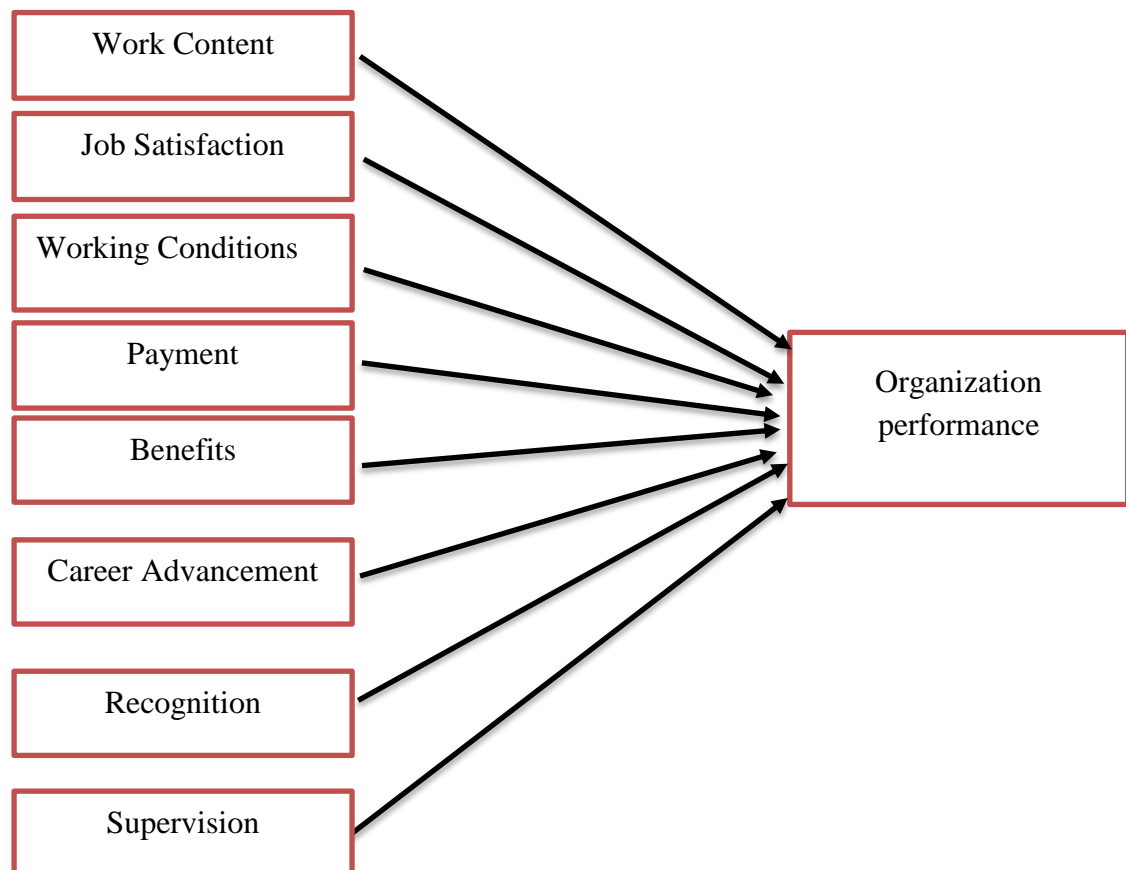 Work Content
Job Satisfaction
Working Conditions
Payment
Benefits
Career Advancement
Recognition
Supervision
Organization
performance